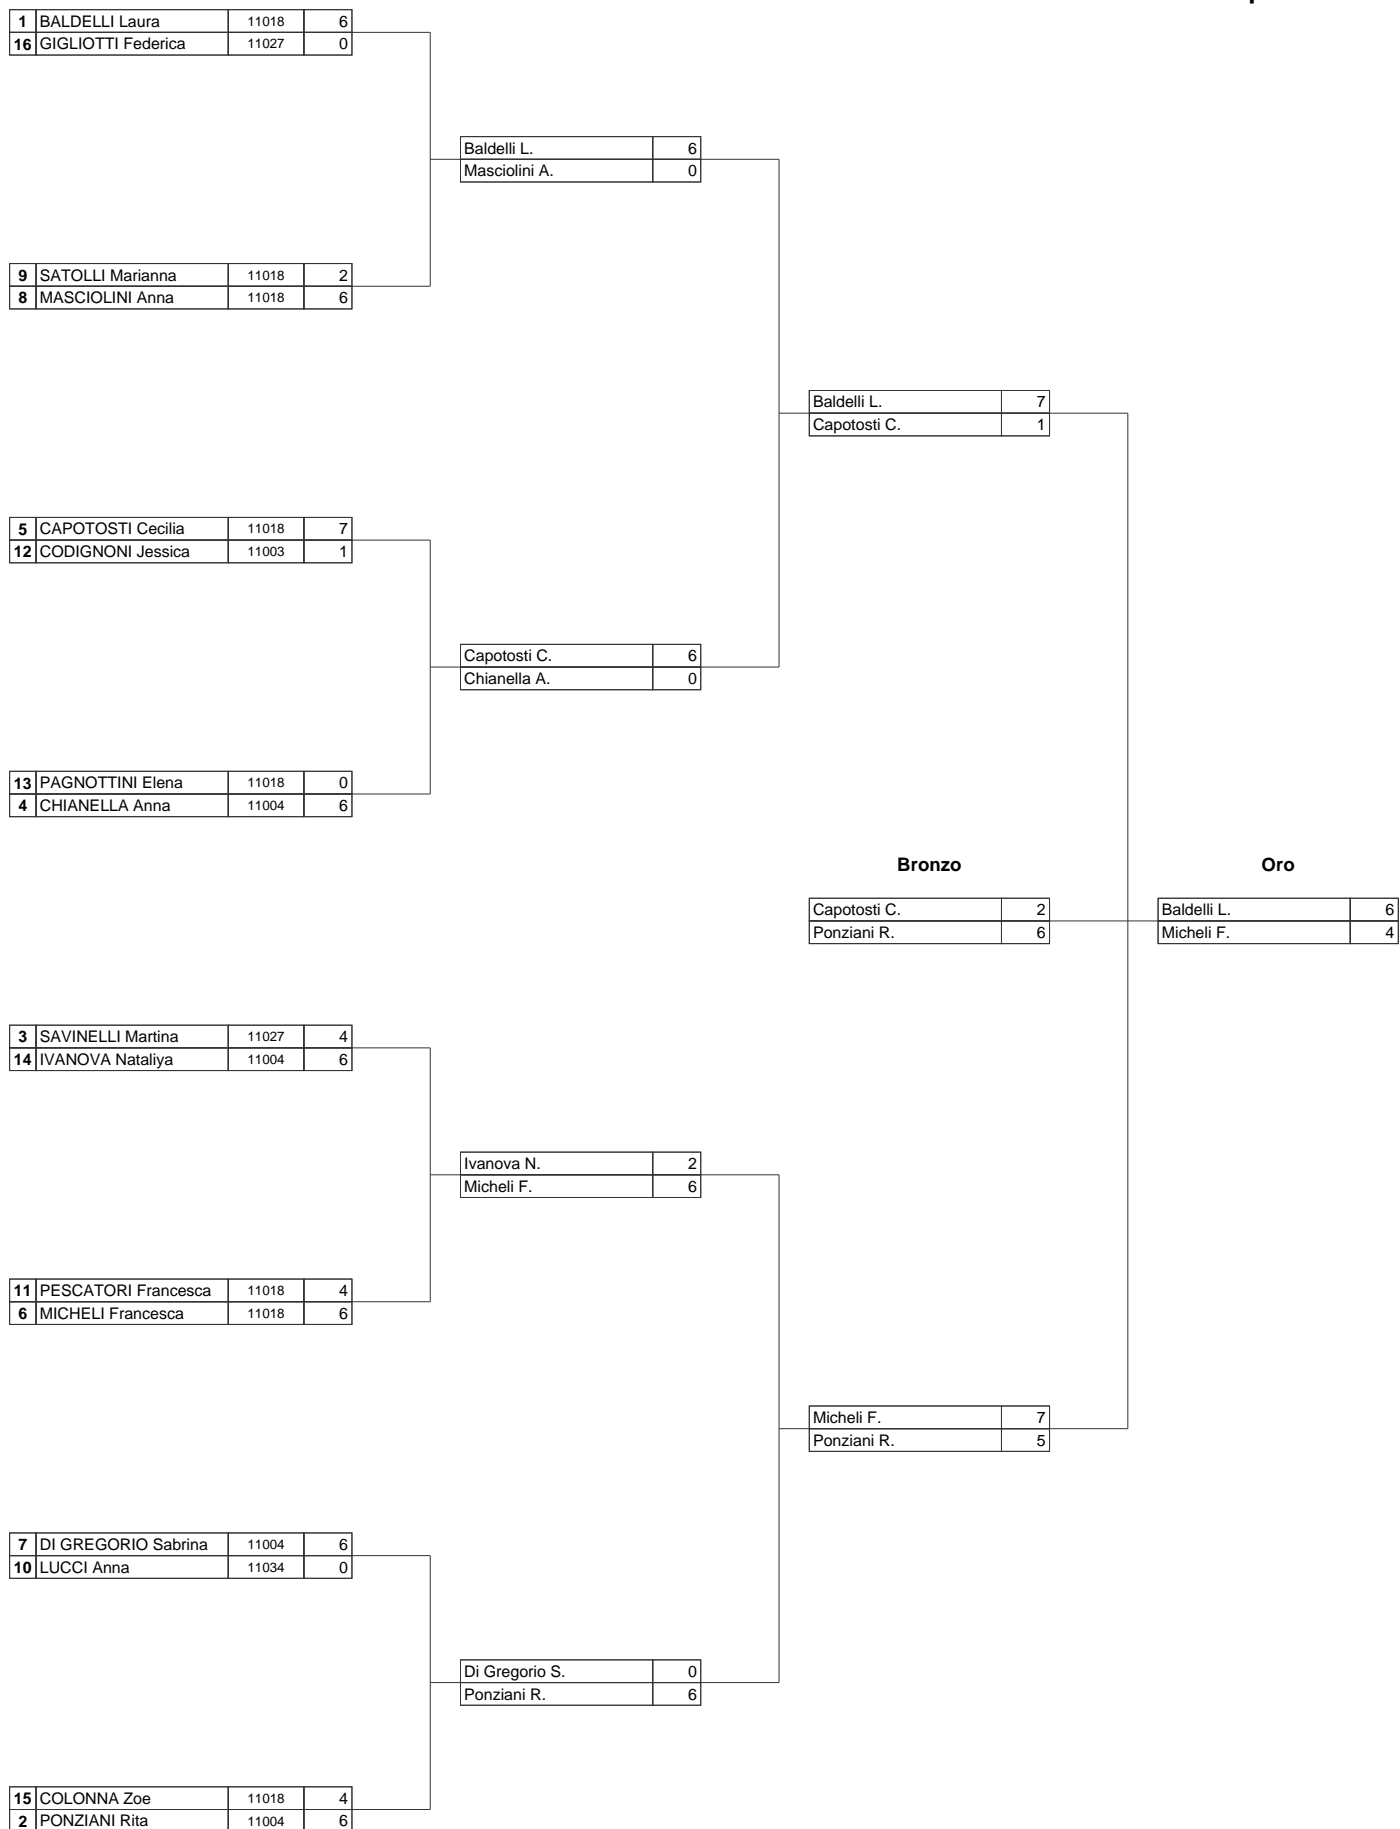 1 BALDELLI Laura 11018 6
16 GIGLIOTTI Federica 11027 0
Baldelli L. 6
Masciolini A. 0
9 SATOLLI Marianna 11018 2
8 MASCIOLINI Anna 11018 6
Baldelli L. 7
Capotosti C. 1
5 CAPOTOSTI Cecilia 11018 7
12 CODIGNONI Jessica 11003 1
Capotosti C. 6
Chianella A. 0
13 PAGNOTTINI Elena 11018 0
4 CHIANELLA Anna 11004 6
Bronzo Oro
Capotosti C. 2 Baldelli L. 6
Ponziani R. 6 Micheli F. 4
3 SAVINELLI Martina 11027 4
14 IVANOVA Nataliya 11004 6
Ivanova N. 2
Micheli F. 6
11 PESCATORI Francesca 11018 4
6 MICHELI Francesca 11018 6
Micheli F. 7
Ponziani R. 5
7 DI GREGORIO Sabrina 11004 6
10 LUCCI Anna 11034 0
Di Gregorio S. 0
Ponziani R. 6
15 COLONNA Zoe 11018 4
2 PONZIANI Rita 11004 6